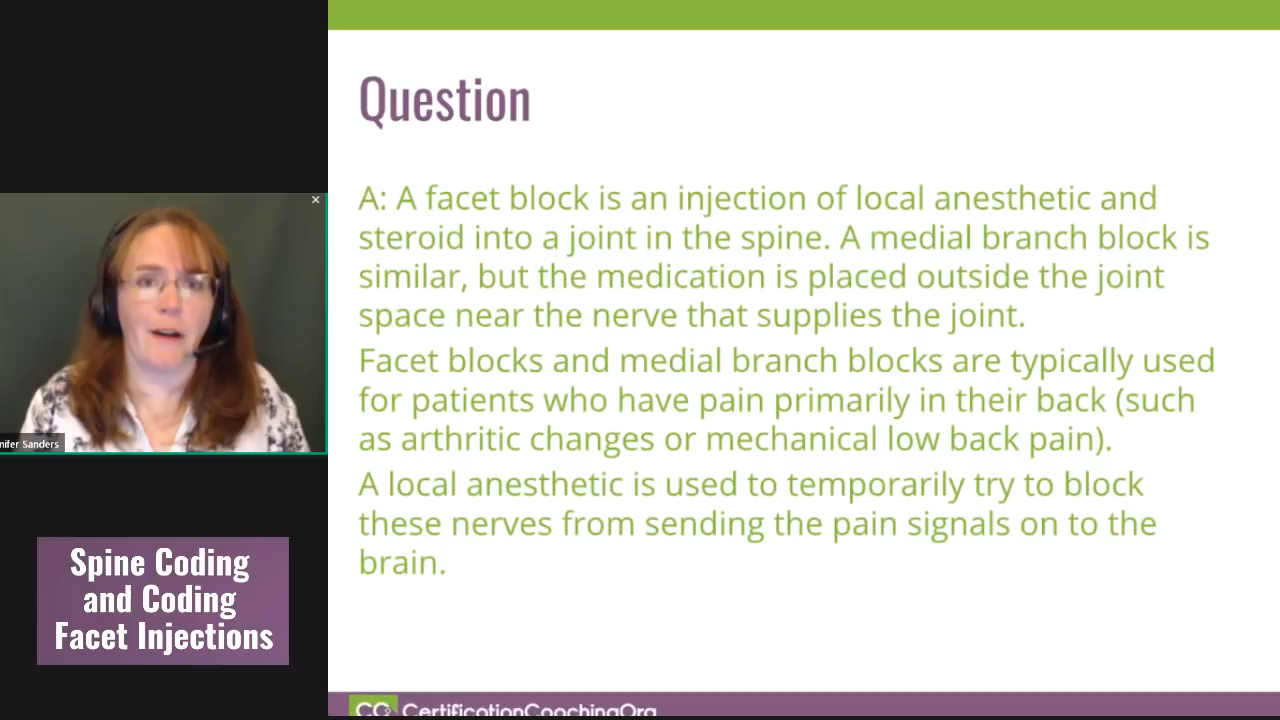 Question
A: A facet block is an injection of local anesthetic and
steroid into a joint in the spine. A medial branch block is
similar, but the medication is placed outside the joint
space near the nerve that supplies the joint.
Facet blocks and medial branch blocks are typically used
for patients who have pain primarily in their back (such
as arthritic changes or mechanical low back pain).
A local anesthetic is used to temporarily try to block
these nerves from sending the pain signals on to the
brain.
nifer Sanders
Spine Coding
and Coding
Facet Injections
CCO CertificationCoachingOrg